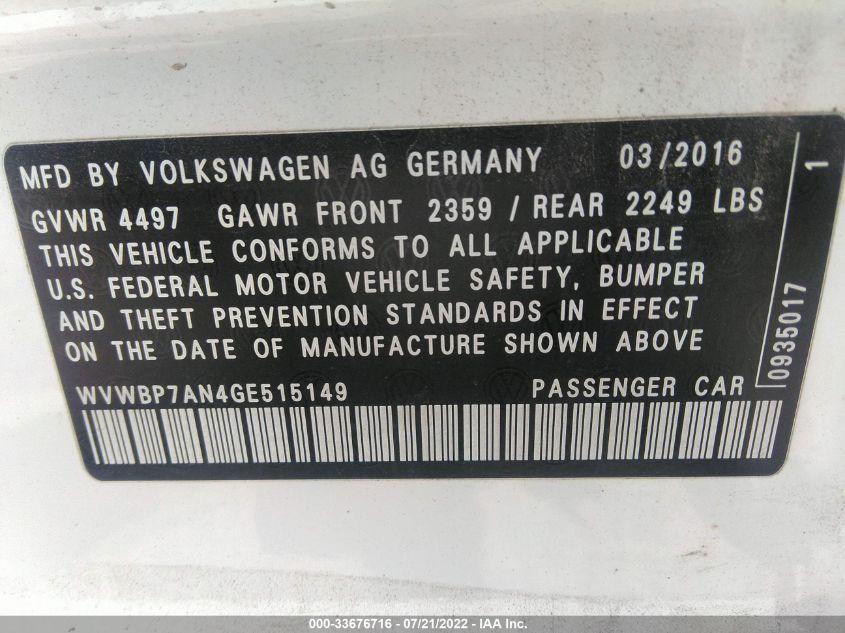 MFD BY VOLKSWAGEN AG GERMANY 03/2016
GVWR 4497 GAWR FRONT 2359 / REAR 2249 LBS
THIS VEHICLE CONFORMS TO ALL APPLICABLE
U.S. FEDERAL MOTOR VEHICLE SAFETY, BUMPER
AND THEFT PREVENTION STANDARDS IN EFFECT
ON THE DATE OF MANUFACTURE SHOWN ABOVE
WVWBP7AN4GE515149 PASSENGER CAR
0935017
1
000-33676716 - 07/21/2022 - IAA Inc.